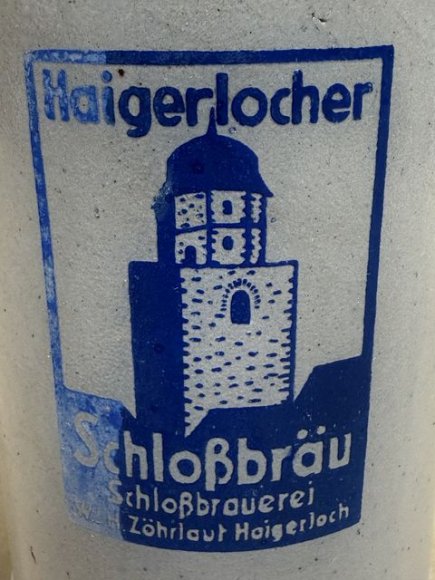 Haigerlocher
Schloßbräu
Schloßbrauerei
W. H. Zöhrlaut Haigerloch